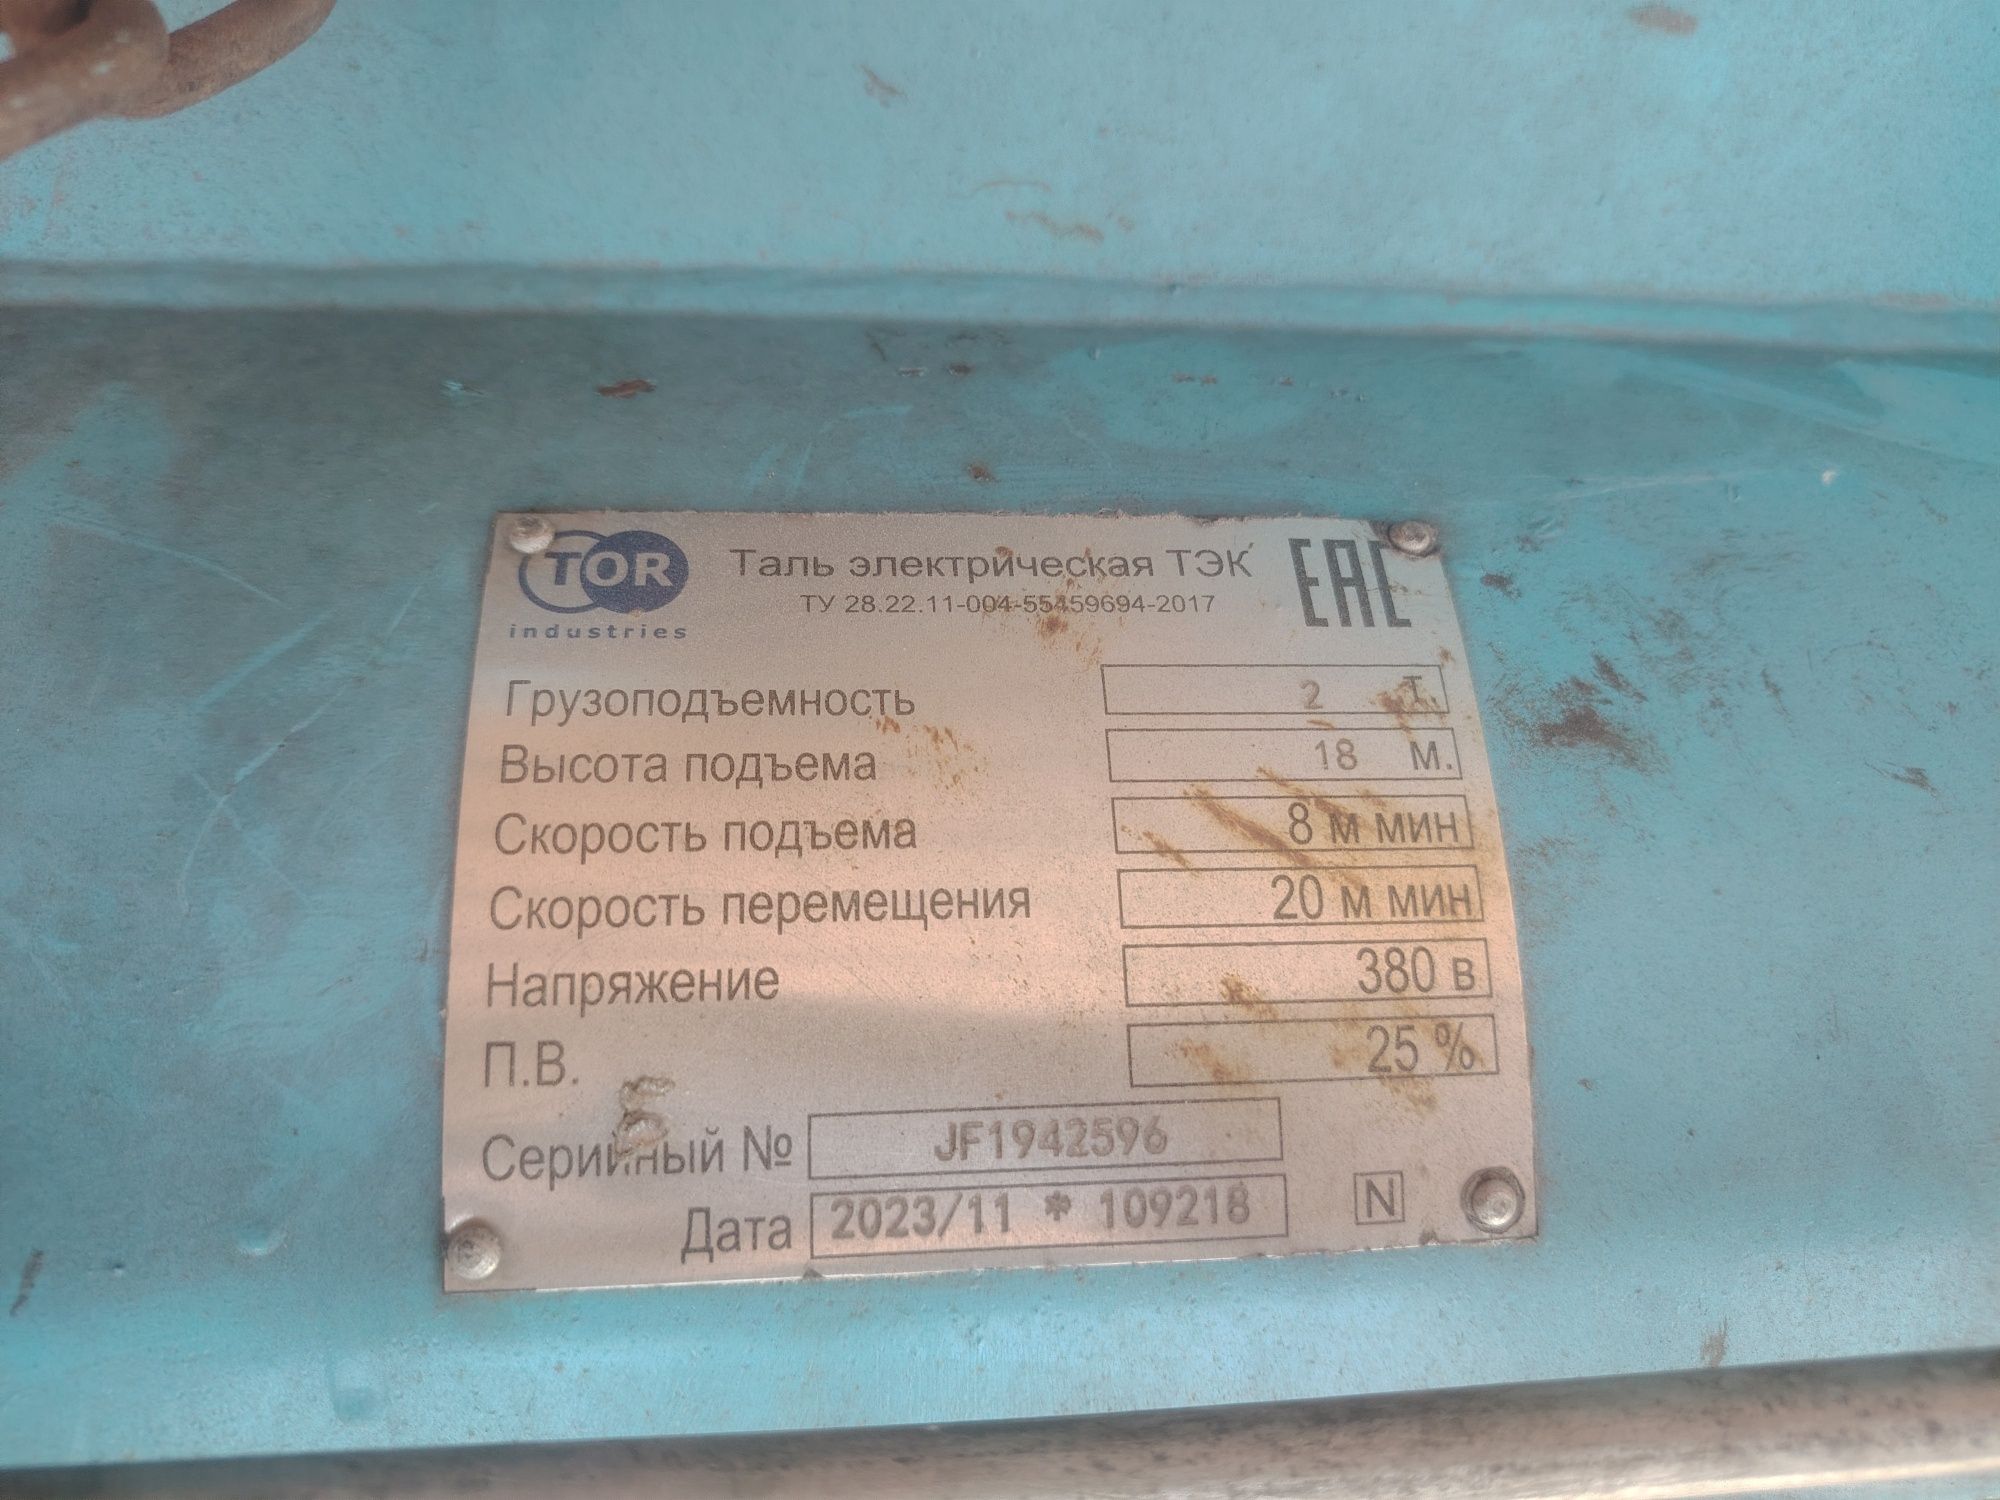 TOR
industries
Таль электрическая ТЭК
ТУ 28.22.11-004-55459694-2017
EAC
Грузоподъемность 2 Т.
Высота подъема 18 М.
Скорость подъема 8 м мин
Скорость перемещения 20 м мин
Напряжение 380 в
П.В. 25 %
Серийный № JF1942596
Дата 2023/11 * 109218
N